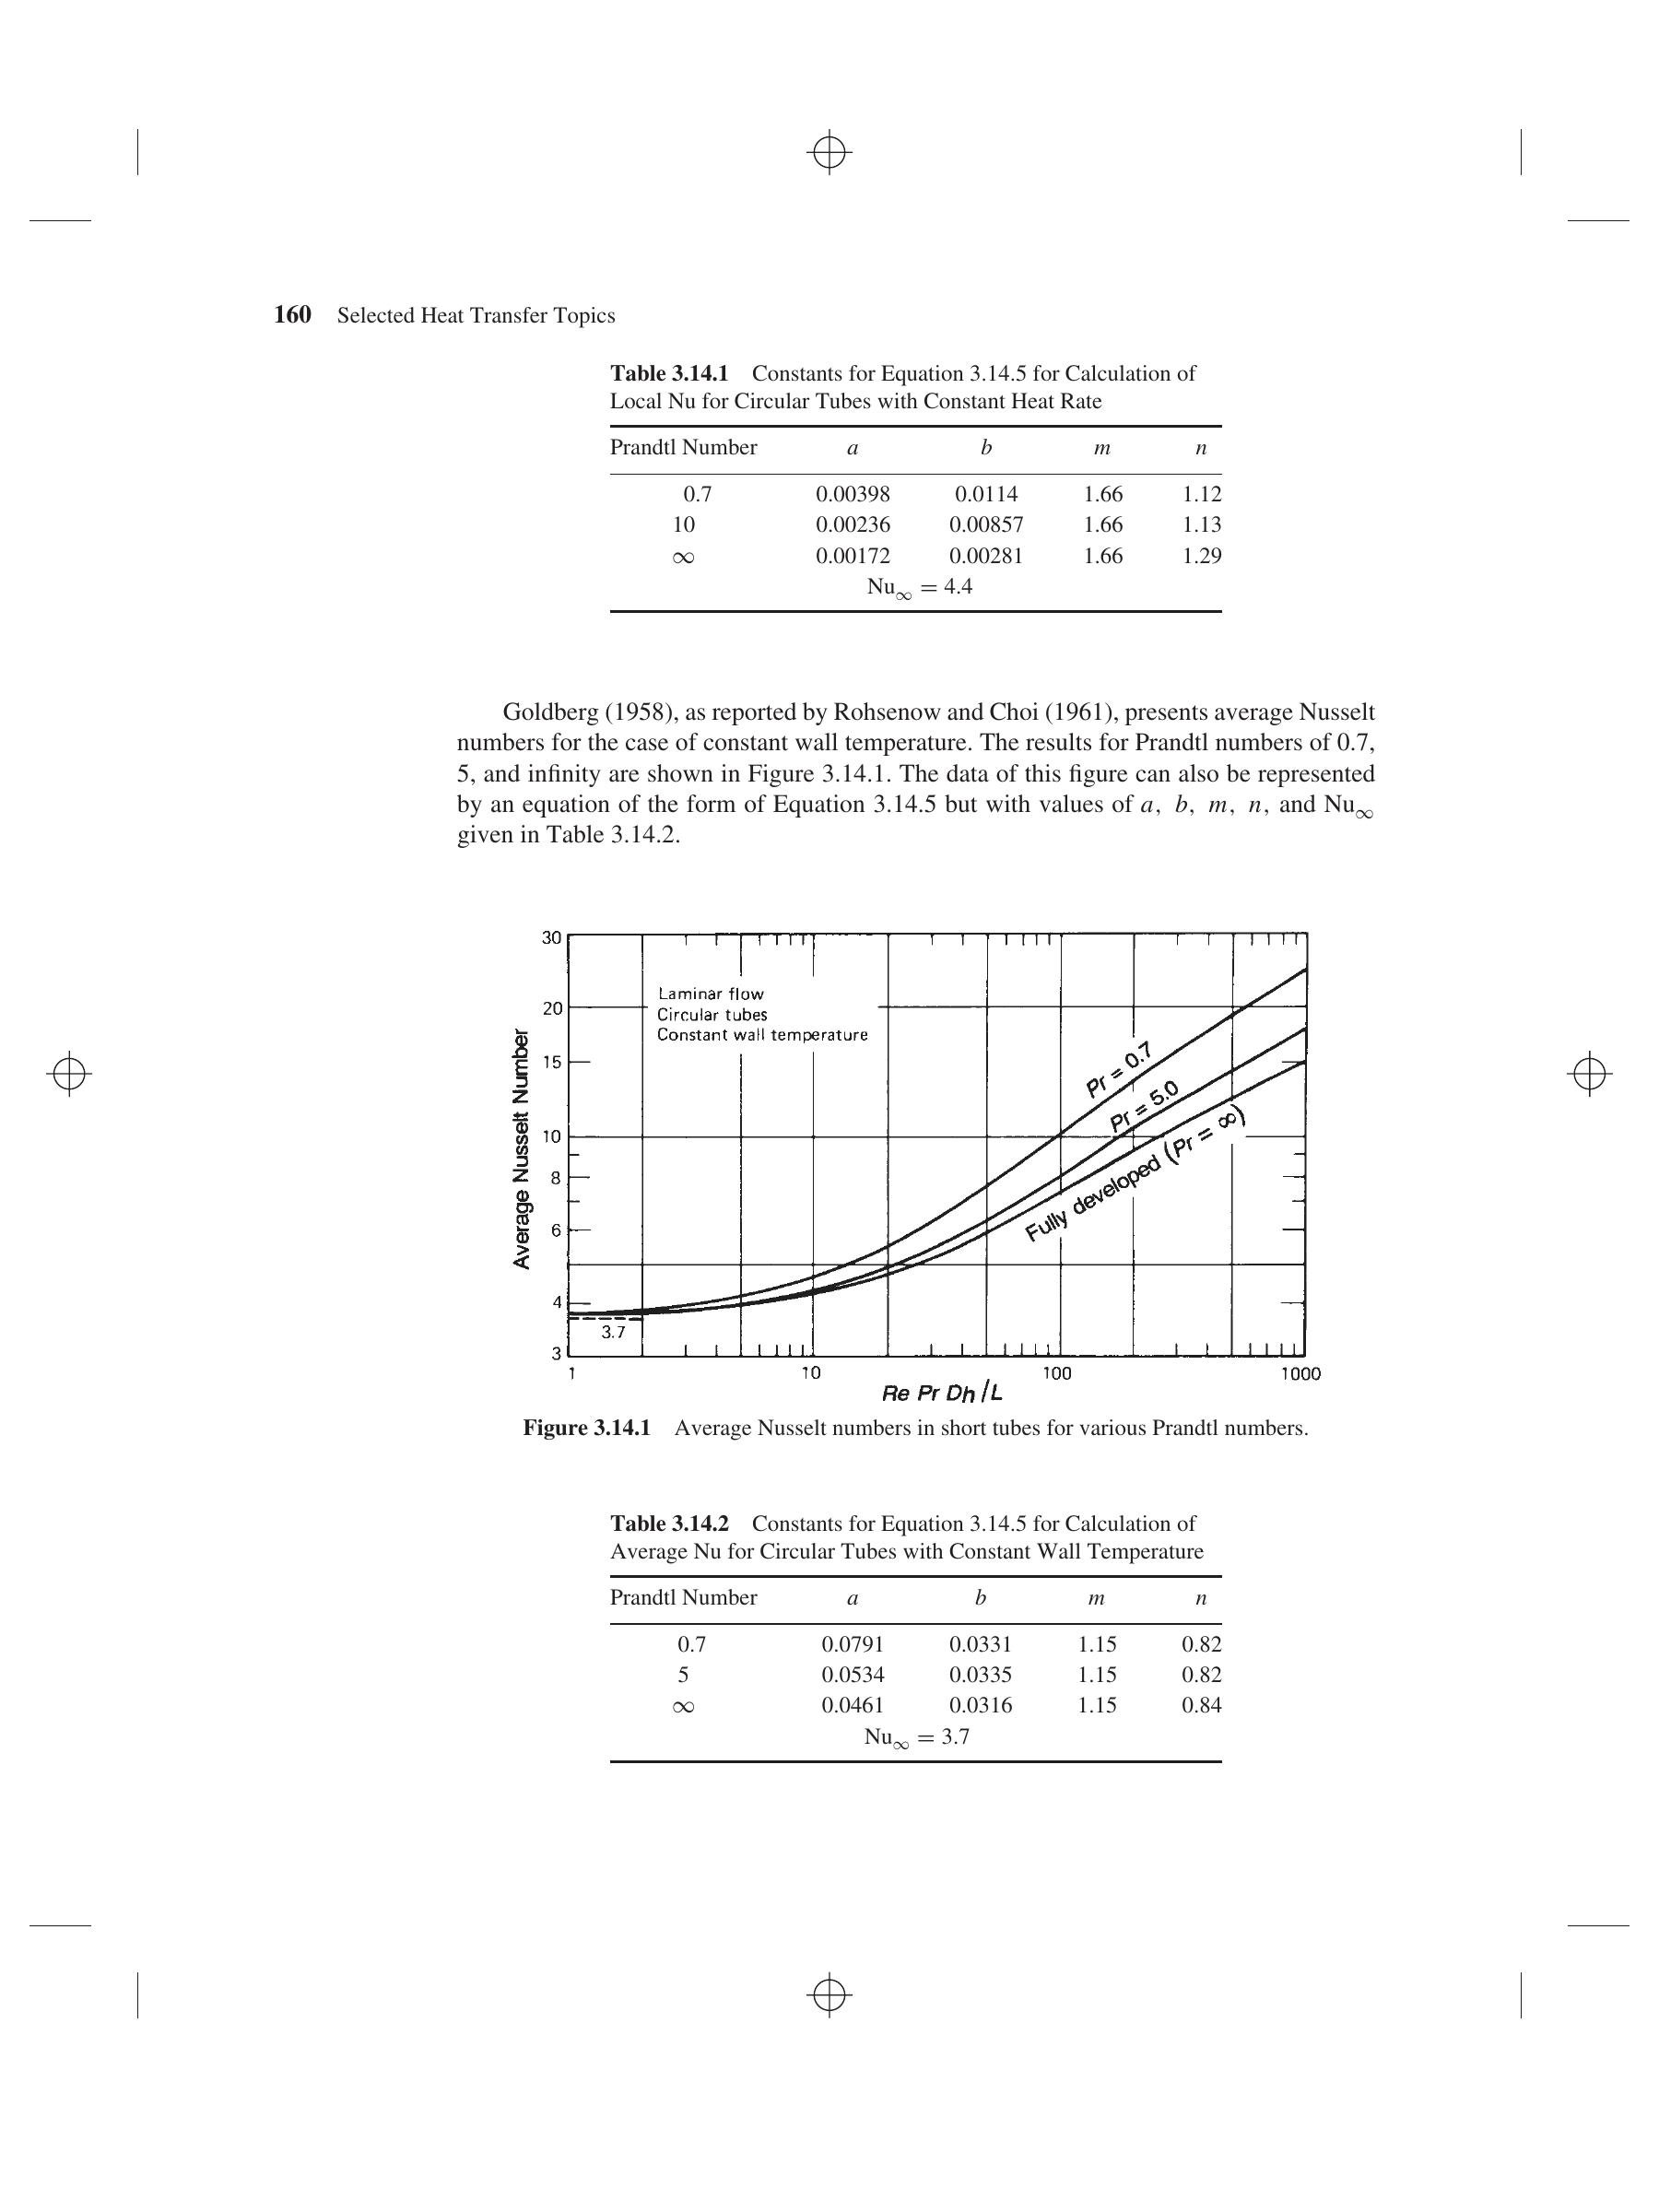 160 Selected Heat Transfer Topics
Table 3.14.1 Constants for Equation 3.14.5 for Calculation of
Local Nu for Circular Tubes with Constant Heat Rate
Prandtl Number a b m n
0.7 0.00398 0.0114 1.66 1.12
10 0.00236 0.00857 1.66 1.13
∞ 0.00172 0.00281 1.66 1.29
Nu∞ = 4.4
Goldberg (1958), as reported by Rohsenow and Choi (1961), presents average Nusselt
numbers for the case of constant wall temperature. The results for Prandtl numbers of 0.7,
5, and infinity are shown in Figure 3.14.1. The data of this figure can also be represented
by an equation of the form of Equation 3.14.5 but with values of a, b, m, n, and Nu∞
given in Table 3.14.2.
30
20
15
10
8
6
4
3
Average Nusselt Number
Laminar flow
Circular tubes
Constant wall temperature
Pr = 0.7
Pr = 5.0
Fully developed (Pr = ∞)
3.7
1 10 100 1000
Re Pr Dh/L
Figure 3.14.1 Average Nusselt numbers in short tubes for various Prandtl numbers.
Table 3.14.2 Constants for Equation 3.14.5 for Calculation of
Average Nu for Circular Tubes with Constant Wall Temperature
Prandtl Number a b m n
0.7 0.0791 0.0331 1.15 0.82
5 0.0534 0.0335 1.15 0.82
∞ 0.0461 0.0316 1.15 0.84
Nu∞ = 3.7